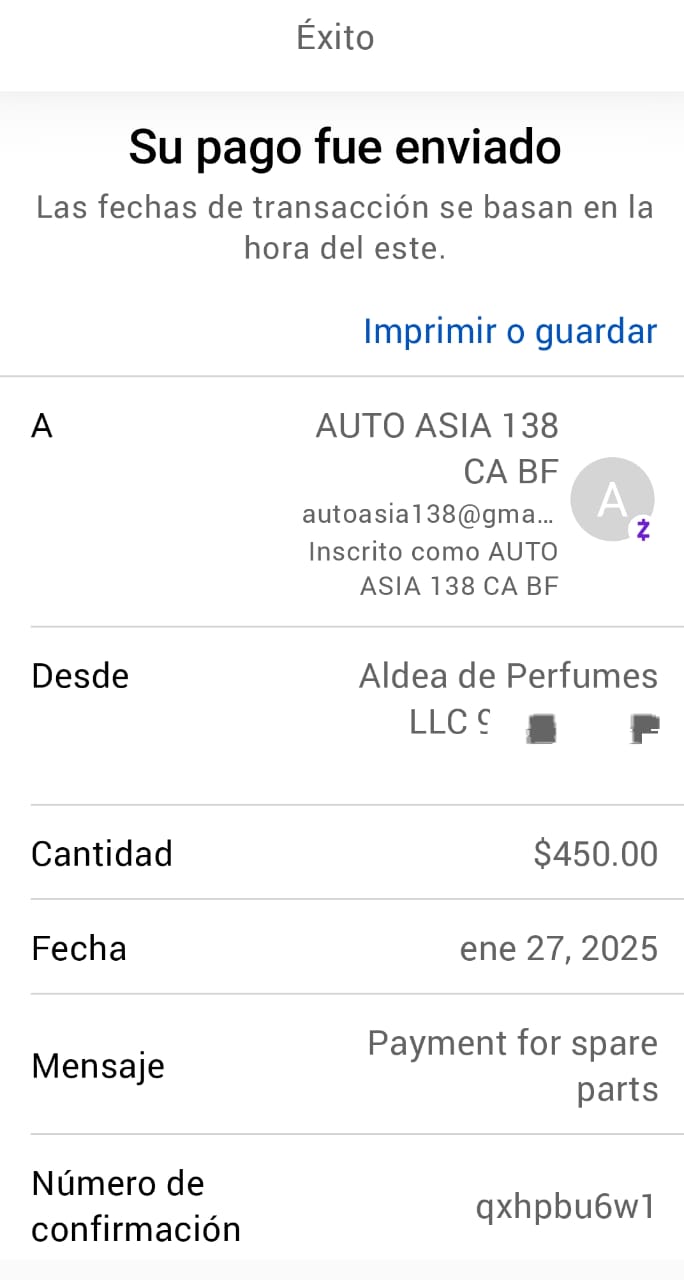 Éxito
Su pago fue enviado
Las fechas de transacción se basan en la
hora del este.
Imprimir o guardar
A
AUTO ASIA 138
CA BF
autoasia138@gma...
Inscrito como AUTO
ASIA 138 CA BF
A
Desde
Aldea de Perfumes
LLC
Cantidad
$450.00
Fecha
ene 27, 2025
Mensaje
Payment for spare
parts
Número de
confirmación
qxhpbu6w1